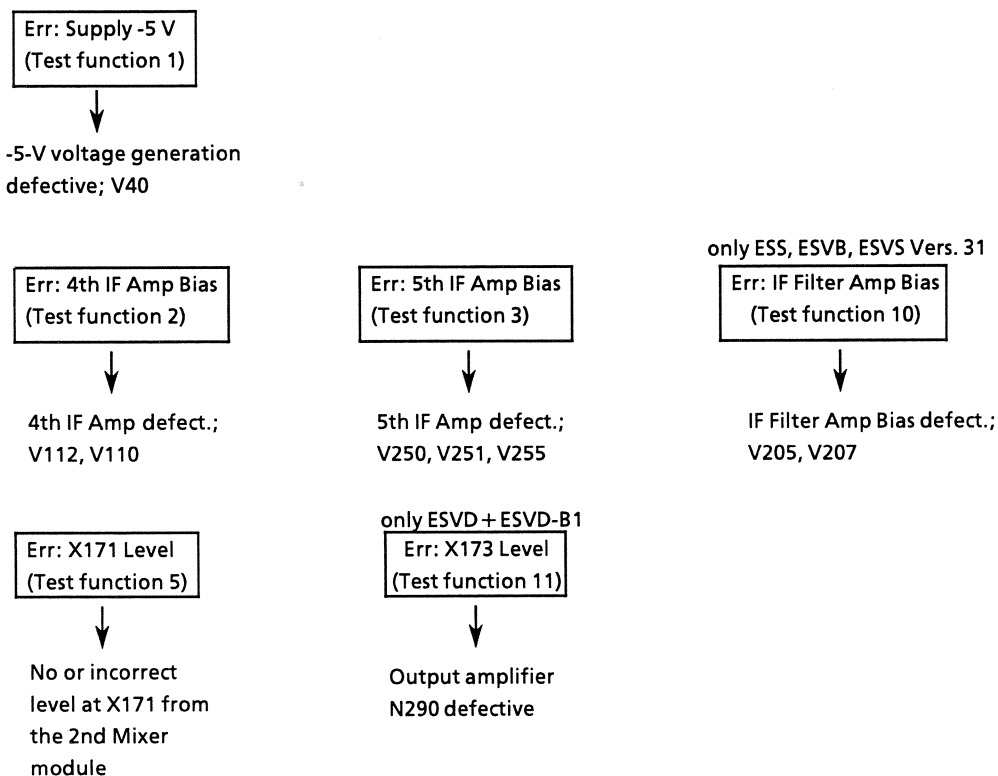 Err: Supply -5 V
(Test function 1)
-5-V voltage generation
defective; V40
Err: 4th IF Amp Bias
(Test function 2)
4th IF Amp defect.;
V112, V110
Err: 5th IF Amp Bias
(Test function 3)
5th IF Amp defect.;
V250, V251, V255
only ESS, ESVB, ESVS Vers. 31
Err: IF Filter Amp Bias
(Test function 10)
IF Filter Amp Bias defect.;
V205, V207
Err: X171 Level
(Test function 5)
No or incorrect
level at X171 from
the 2nd Mixer
module
only ESVD+ESVD-B1
Err: X173 Level
(Test function 11)
Output amplifier
N290 defective